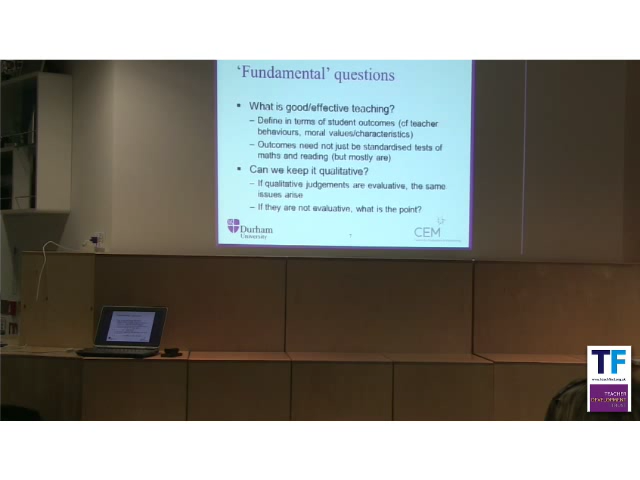 'Fundamental' questions
▪ What is good/effective teaching?
– Define in terms of student outcomes (cf teacher
behaviours, moral values/characteristics)
– Outcomes need not just be standardised tests of
maths and reading (but mostly are)
▪ Can we keep it qualitative?
– If qualitative judgements are evaluative, the same
issues arise
– If they are not evaluative, what is the point?
Durham
University
7
CEM
TF
TEACHER
DEVELOPMENT